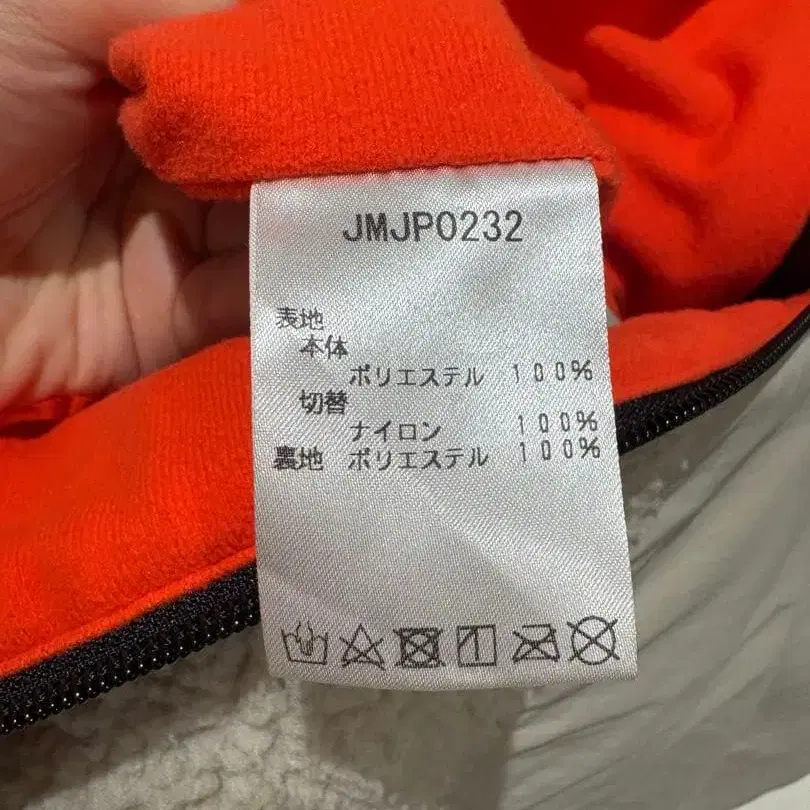 JMJP0232
表地
本体
ポリエステル 100%
切替
ナイロン 100%
裏地 ポリエステル 100%